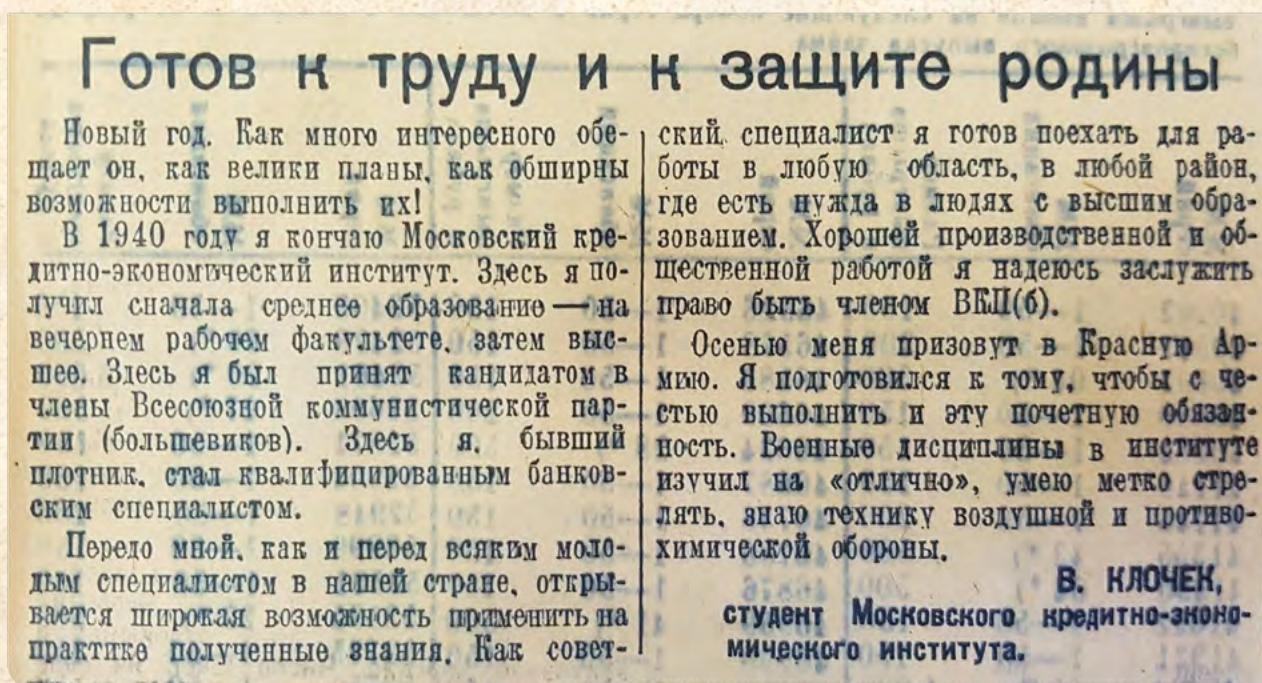 Готов к труду и к защите родины
Новый год. Как много интересного обе-
щает он, как велики планы, как обширны
возможности выполнить их!
В 1940 году я кончаю Московский кре-
дитно-экономический институт. Здесь я по-
лучил сначала среднее образование — на
вечернем рабочем факультете, затем выс-
шее. Здесь я был принят кандидатом в
члены Всесоюзной коммунистической пар-
тии (большевиков). Здесь я, бывший
плотник, стал квалифицированным банков-
ским специалистом.
Передо мной, как и перед всяким моло-
дым специалистом в нашей стране, откры-
вается широкая возможность применить на
практике полученные знания. Как совет-
ский специалист я готов поехать для ра-
боты в любую область, в любой район,
где есть нужда в людях с высшим обра-
зованием. Хорошей производственной и об-
щественной работой я надеюсь заслужить
право быть членом ВКП(б).
Осенью меня призовут в Красную Ар-
мию. Я подготовился к тому, чтобы с че-
стью выполнить и эту почетную обязан-
ность. Военные дисциплины в институте
изучил на «отлично», умею метко стре-
лять, знаю технику воздушной и противо-
химической обороны.
В. КЛОЧЕК,
студент Московского кредитно-эконо-
мического института.